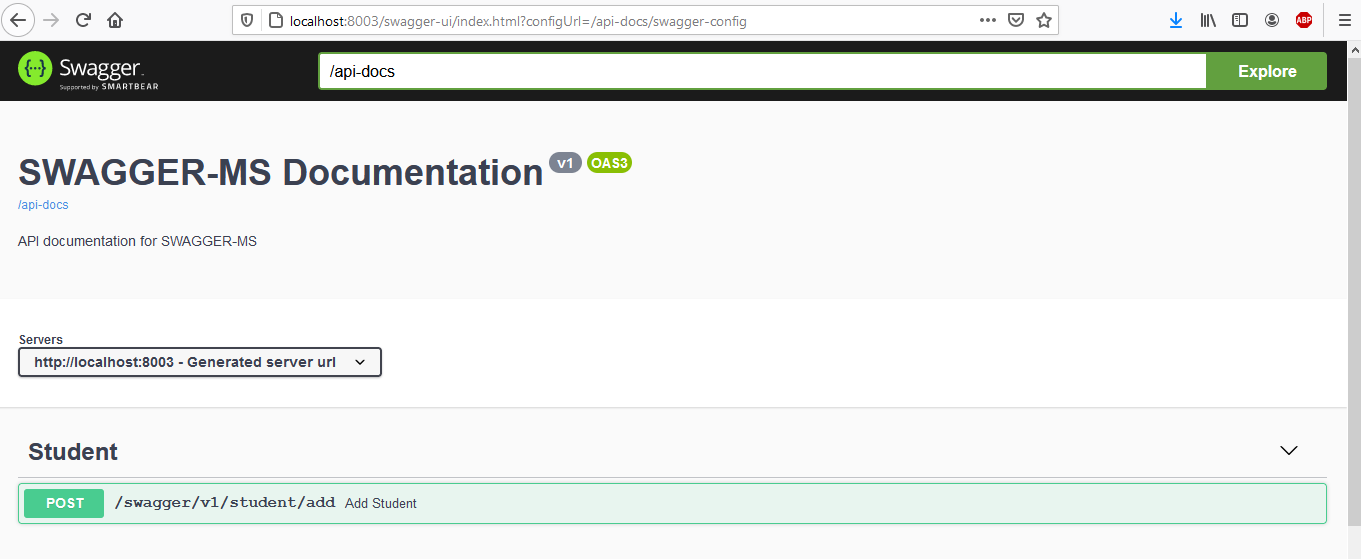 localhost:8003/swagger-ui/index.html?configUrl=/api-docs/swagger-config
ABP
{··}
Swagger
Supported by SMARTBEAR
/api-docs
Explore
SWAGGER-MS Documentation v1 OAS3
/api-docs
API documentation for SWAGGER-MS
Servers
http://localhost:8003 - Generated server url
Student
POST /swagger/v1/student/add Add Student